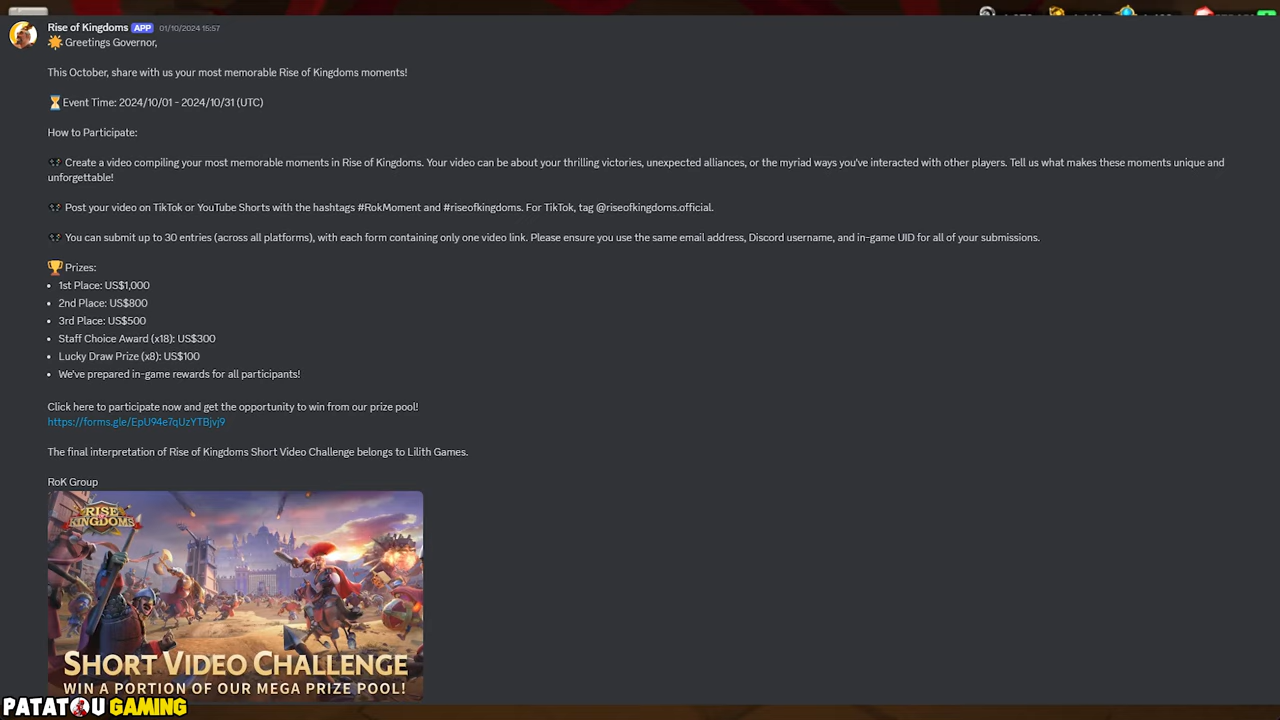 Rise of Kingdoms APP 01/10/2024 15:57
Greetings Governor,
This October, share with us your most memorable Rise of Kingdoms moments!
Event Time: 2024/10/01 - 2024/10/31 (UTC)
How to Participate:
Create a video compiling your most memorable moments in Rise of Kingdoms. Your video can be about your thrilling victories, unexpected alliances, or the myriad ways you've interacted with other players. Tell us what makes these moments unique and
unforgettable!
Post your video on TikTok or YouTube Shorts with the hashtags #RokMoment and #riseofkingdoms. For TikTok, tag @riseofkingdoms.official.
You can submit up to 30 entries (across all platforms), with each form containing only one video link. Please ensure you use the same email address, Discord username, and in-game UID for all of your submissions.
Prizes:
• 1st Place: US$1,000
• 2nd Place: US$800
• 3rd Place: US$500
• Staff Choice Award (x18): US$300
• Lucky Draw Prize (x8): US$100
• We've prepared in-game rewards for all participants!
Click here to participate now and get the opportunity to win from our prize pool!
https://forms.gle/EpU94e7qUzYTBjvj9
The final interpretation of Rise of Kingdoms Short Video Challenge belongs to Lilith Games.
RoK Group
RISE
OF
KINGDOMS
SHORT VIDEO CHALLENGE
WIN A PORTION OF OUR MEGA PRIZE POOL!
PATATOU GAMING